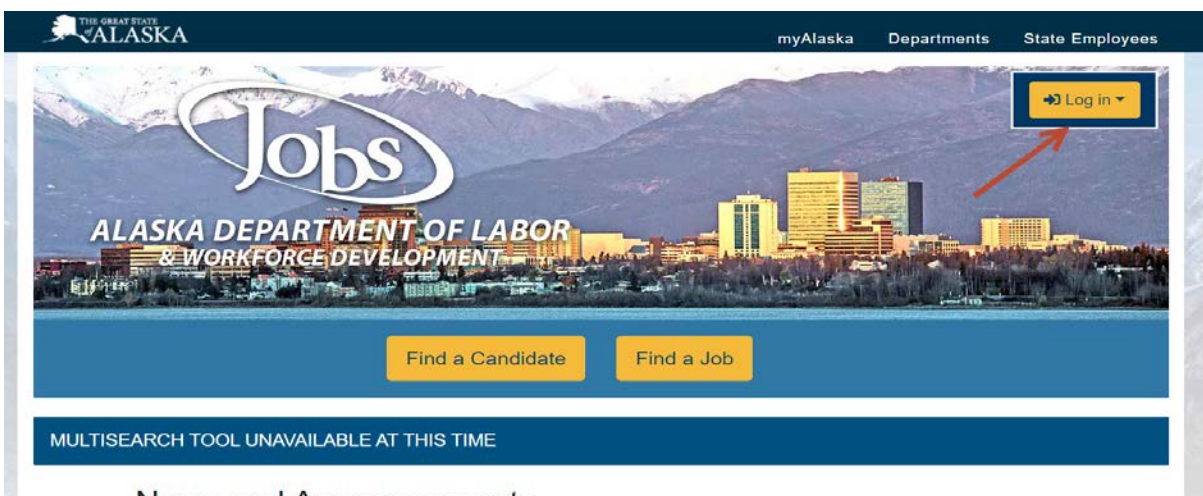 THE GREAT STATE
of ALASKA
myAlaska Departments State Employees
Log in
Jobs
ALASKA DEPARTMENT OF LABOR
& WORKFORCE DEVELOPMENT
Find a Candidate Find a Job
MULTISEARCH TOOL UNAVAILABLE AT THIS TIME